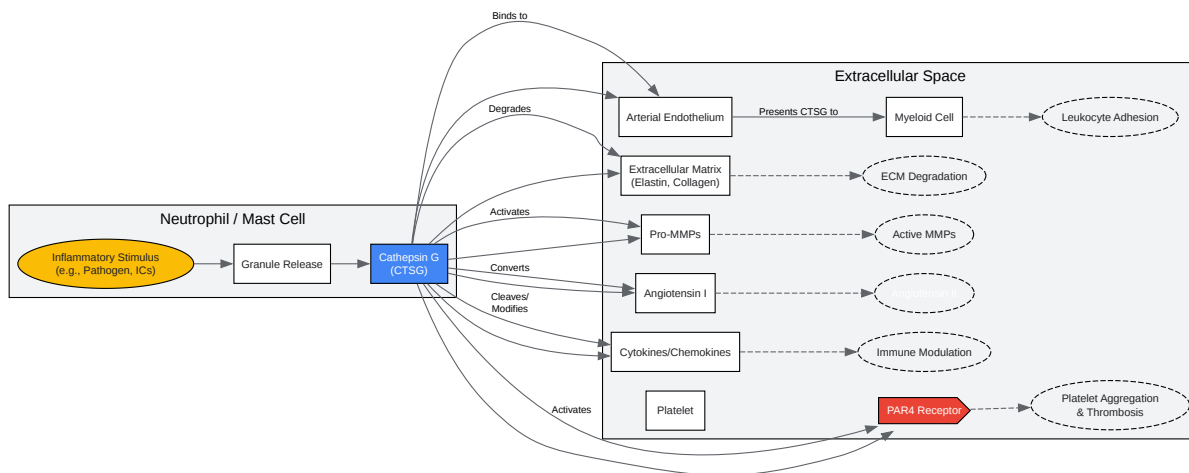 Binds to
Extracellular Space
Arterial Endothelium
Presents CTSG to
Myeloid Cell
Leukocyte Adhesion
Degrades
Extracellular Matrix
(Elastin, Collagen)
ECM Degradation
Neutrophil / Mast Cell
Inflammatory Stimulus
(e.g., Pathogen, ICs)
Granule Release
Cathepsin G
(CTSG)
Activates
Pro-MMPs
Active MMPs
Converts
Angiotensin I
Angiotensin II
Cleaves/
Modifies
Cytokines/Chemokines
Immune Modulation
Activates
Platelet
PAR4 Receptor
Platelet Aggregation
& Thrombosis